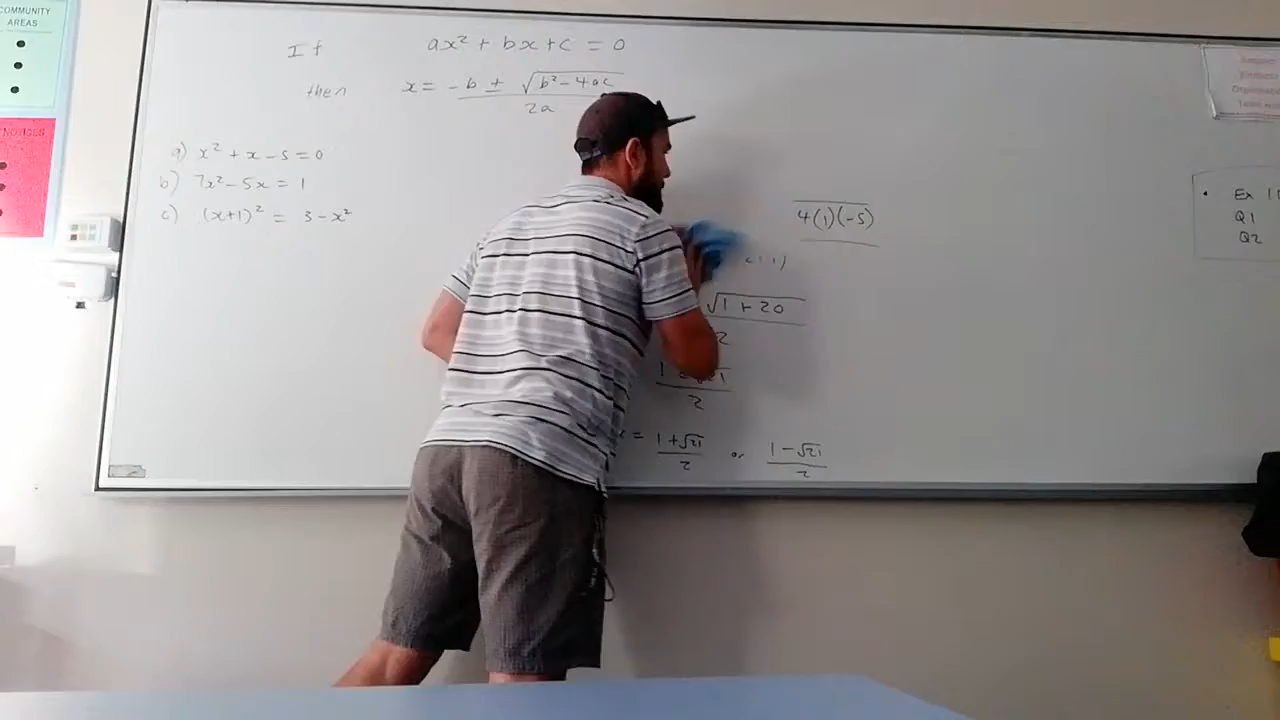 COMMUNITY
AREAS
NOTICES
If ax² + bx + c = 0
then x = -b ± √(b² - 4ac) / 2a
a) x² + x - 5 = 0
b) 7x² - 5x = 1
c) (x+1)² = 3 - x²
4(1)(-5)
√1 + 20
2
2
= 1 + √21 / 2 or 1 - √21 / 2
Ex
Q1
Q2